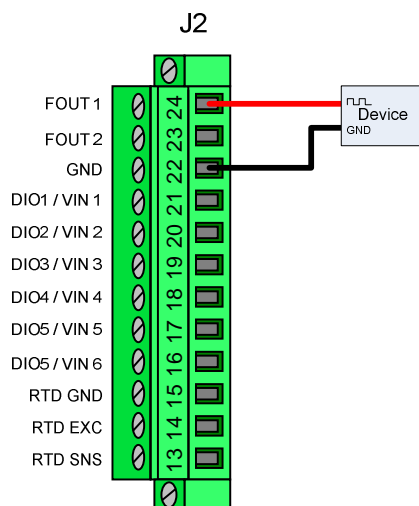 J2
FOUT 1 24
FOUT 2 23
GND 22
DIO1 / VIN 1 21
DIO2 / VIN 2 20
DIO3 / VIN 3 19
DIO4 / VIN 4 18
DIO5 / VIN 5 17
DIO5 / VIN 6 16
RTD GND 15
RTD EXC 14
RTD SNS 13
Device
GND